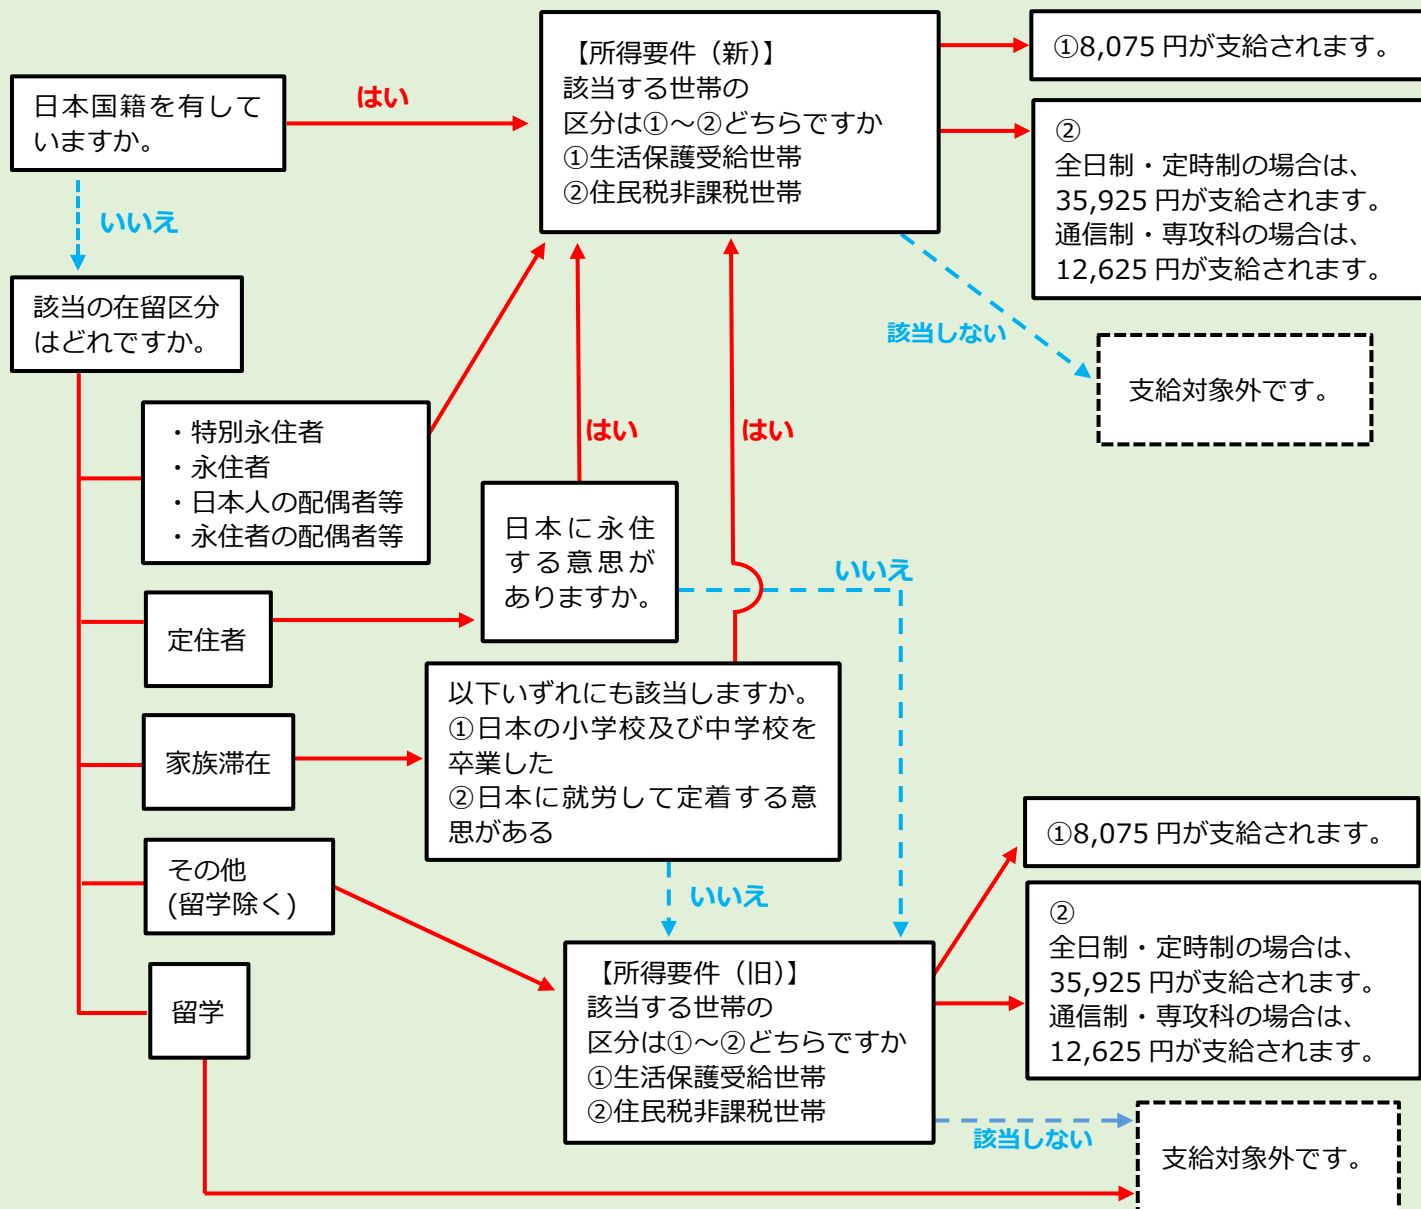 日本国籍を有して
いますか。
はい
いいえ
【所得要件（新）】
該当する世帯の
区分は①～②どちらですか
①生活保護受給世帯
②住民税非課税世帯
①8,075 円が支給されます。
②
全日制・定時制の場合は、
35,925 円が支給されます。
通信制・専攻科の場合は、
12,625 円が支給されます。
該当しない
支給対象外です。
該当の在留区分
はどれですか。
・特別永住者
・永住者
・日本人の配偶者等
・永住者の配偶者等
はい
はい
日本に永住
する意思が
ありますか。
いいえ
定住者
家族滞在
以下いずれにも該当しますか。
①日本の小学校及び中学校を
卒業した
②日本に就労して定着する意
思がある
いいえ
その他
(留学除く)
留学
【所得要件（旧）】
該当する世帯の
区分は①～②どちらですか
①生活保護受給世帯
②住民税非課税世帯
①8,075 円が支給されます。
②
全日制・定時制の場合は、
35,925 円が支給されます。
通信制・専攻科の場合は、
12,625 円が支給されます。
該当しない
支給対象外です。